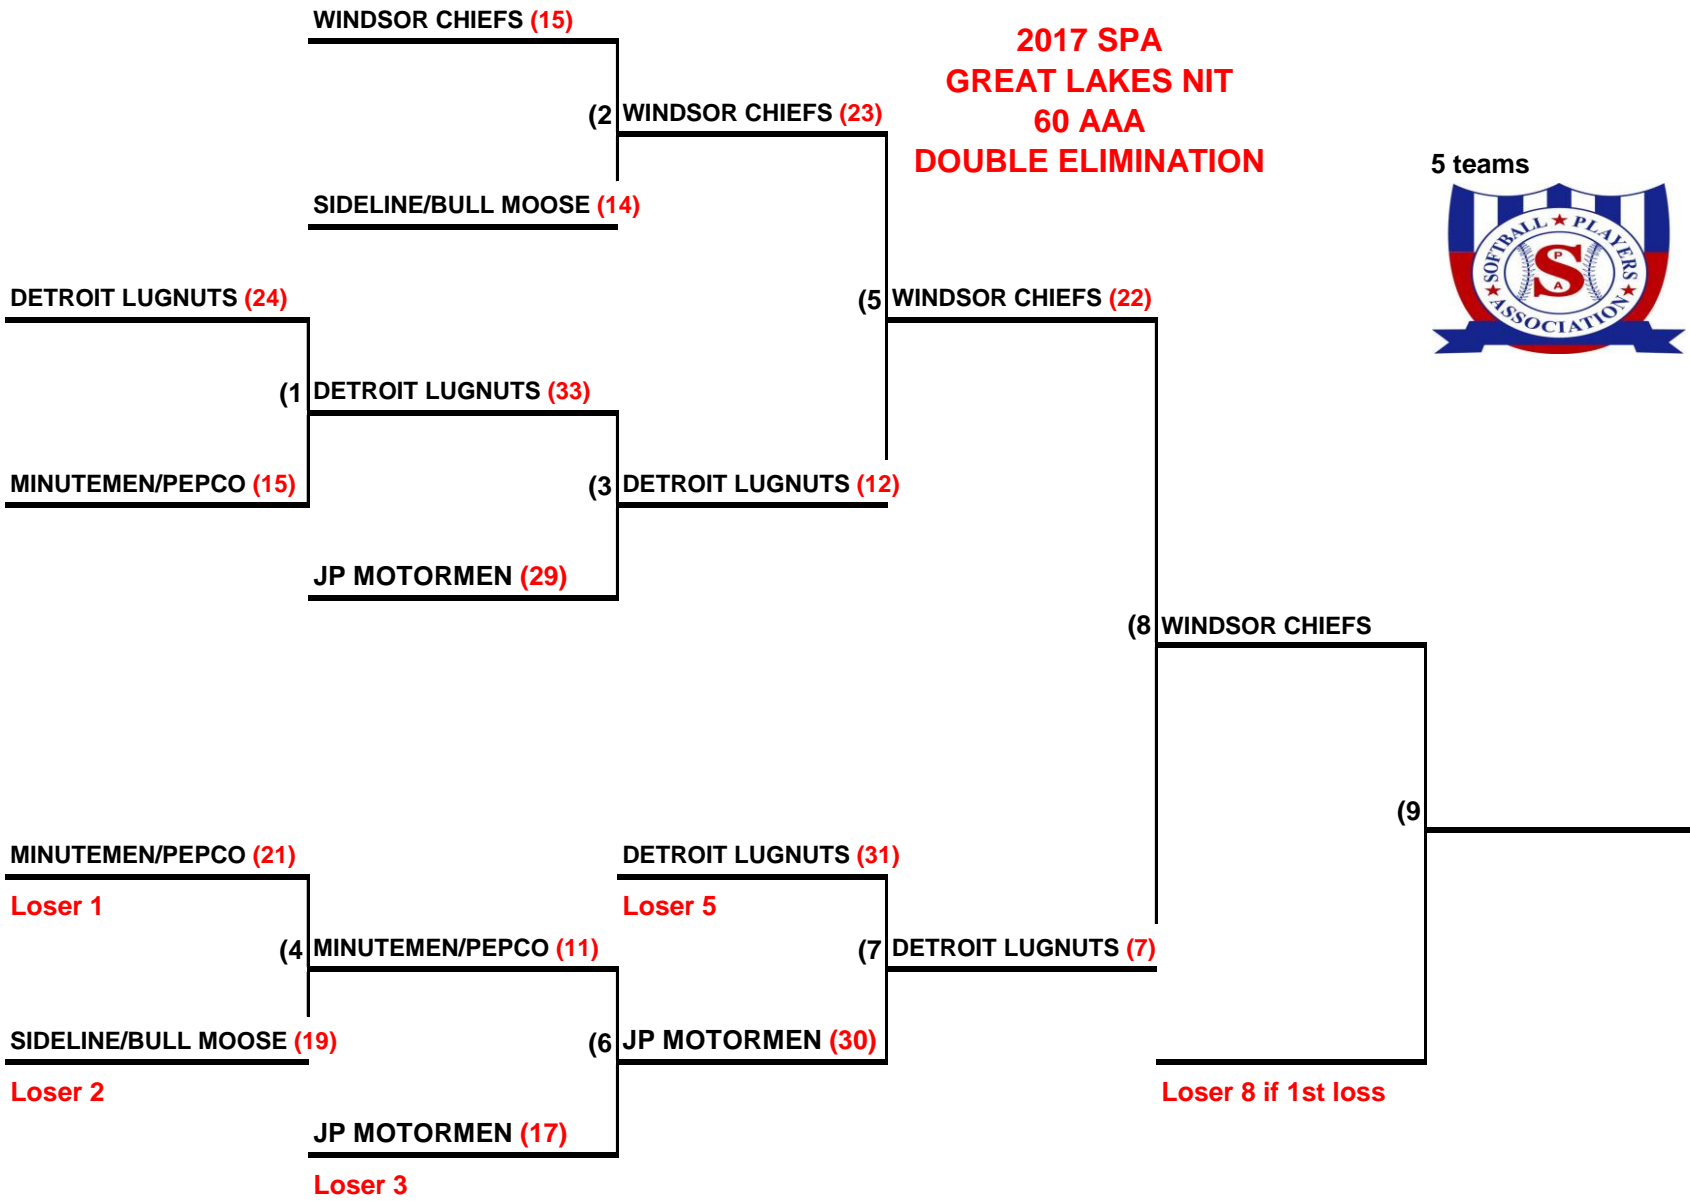 WINDSOR CHIEFS (15)
2017 SPA
GREAT LAKES NIT
60 AAA
DOUBLE ELIMINATION
(2 WINDSOR CHIEFS (23)
5 teams
SIDELINE/BULL MOOSE (14)
SOFTBALL ★ PLAYERS
★ ASSOCIATION ★
P
S
A
DETROIT LUGNUTS (24)
(5 WINDSOR CHIEFS (22)
(1 DETROIT LUGNUTS (33)
MINUTEMEN/PEPCO (15)
(3 DETROIT LUGNUTS (12)
JP MOTORMEN (29)
(8 WINDSOR CHIEFS
(9
MINUTEMEN/PEPCO (21)
DETROIT LUGNUTS (31)
Loser 1
Loser 5
(4 MINUTEMEN/PEPCO (11)
(7 DETROIT LUGNUTS (7)
SIDELINE/BULL MOOSE (19)
(6 JP MOTORMEN (30)
Loser 2
Loser 8 if 1st loss
JP MOTORMEN (17)
Loser 3